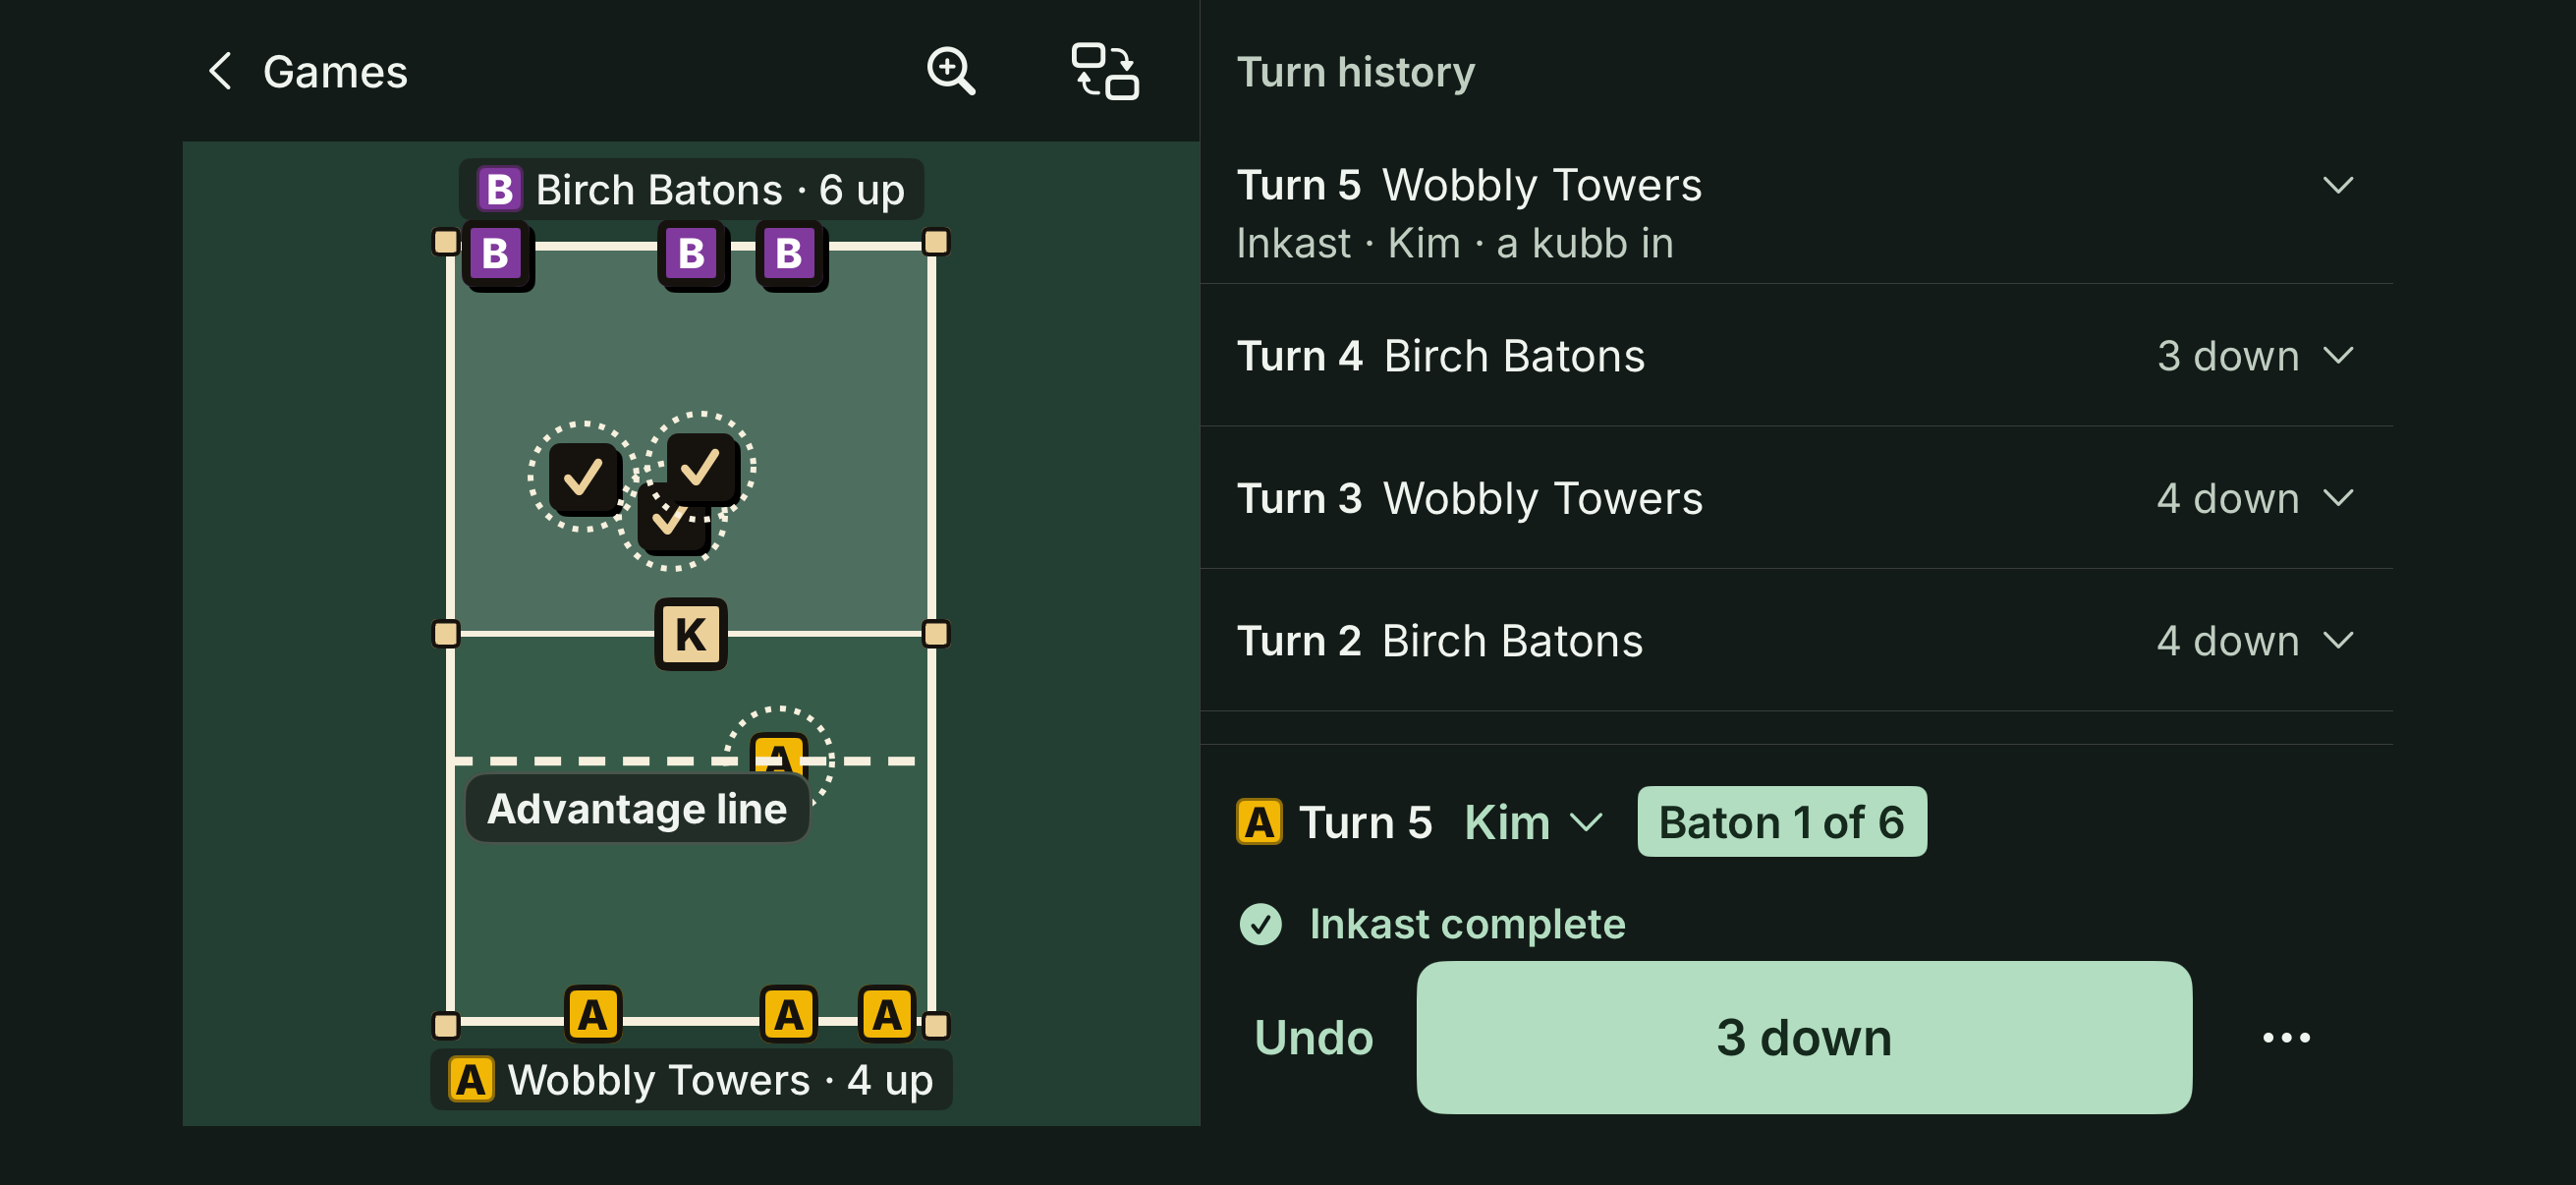 Games
B Birch Batons · 6 up
B B B
K
A
Advantage line
A A A
A Wobbly Towers · 4 up
Turn history
Turn 5 Wobbly Towers
Inkast · Kim · a kubb in
Turn 4 Birch Batons 3 down
Turn 3 Wobbly Towers 4 down
Turn 2 Birch Batons 4 down
A Turn 5 Kim Baton 1 of 6
Inkast complete
Undo 3 down